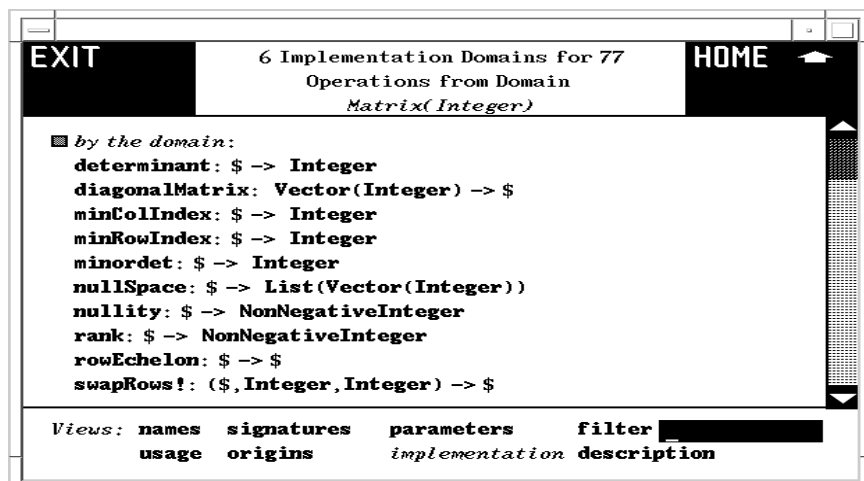 EXIT
6 Implementation Domains for 77
Operations from Domain
Matrix(Integer)
HOME
by the domain:
determinant: $ -> Integer
diagonalMatrix: Vector(Integer) -> $
minColIndex: $ -> Integer
minRowIndex: $ -> Integer
minordet: $ -> Integer
nullSpace: $ -> List(Vector(Integer))
nullity: $ -> NonNegativeInteger
rank: $ -> NonNegativeInteger
rowEchelon: $ -> $
swapRows!: ($,Integer,Integer) -> $
Views: names signatures parameters filter
usage origins implementation description